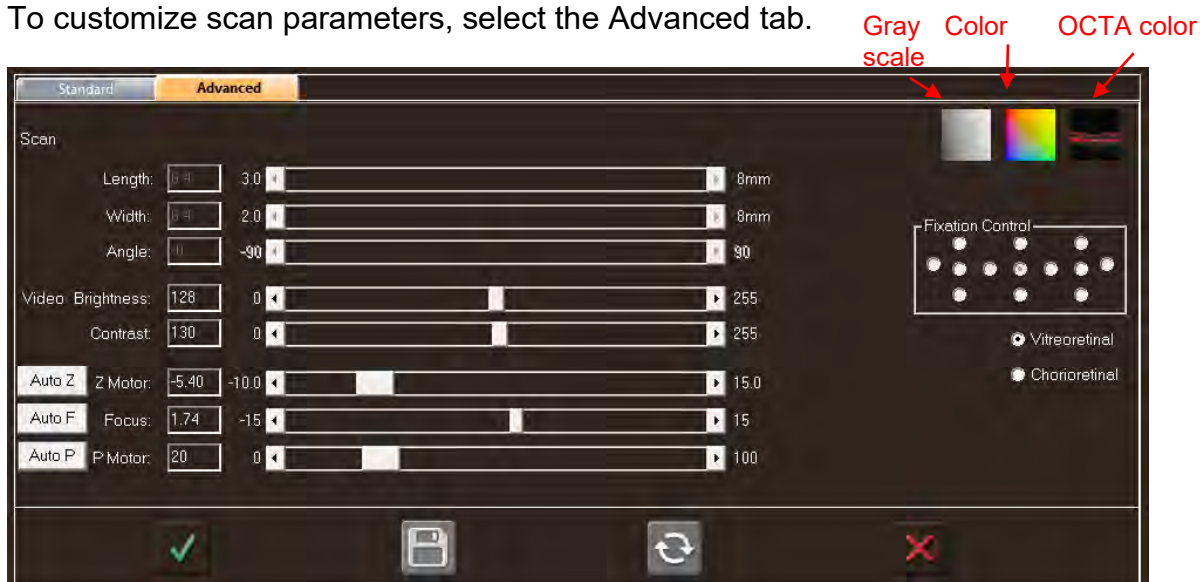 To customize scan parameters, select the Advanced tab.
Gray scale
Color
OCTA color
Standard
Advanced
Scan
Length: 3.0 8mm
Width: 2.0 8mm
Angle: -90 90
Video Brightness: 128 0 255
Contrast: 130 0 255
Auto Z Z Motor: -5.40 -10.0 15.0
Auto F Focus: 1.74 -15 15
Auto P P Motor: 20 0 100
Fixation Control
Vitreoretinal
Chorioretinal